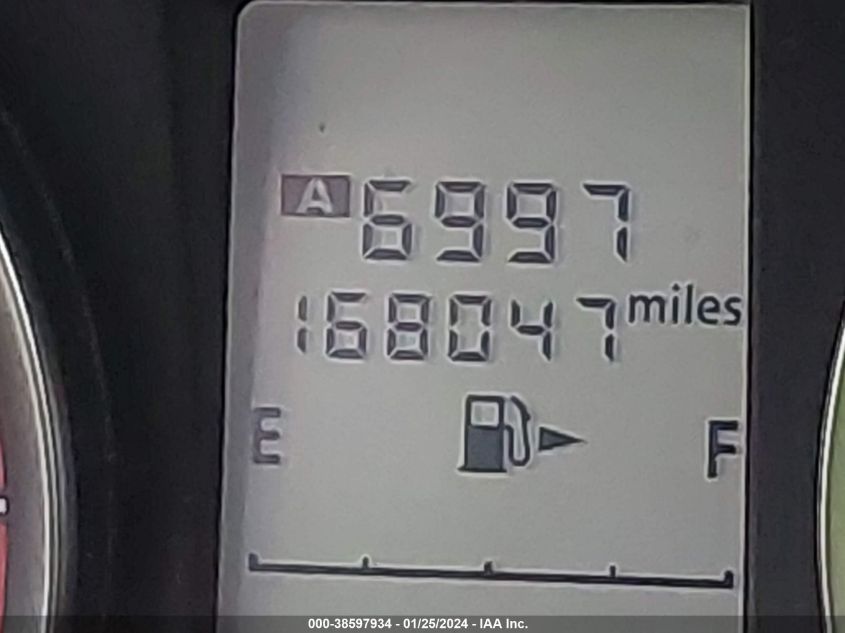 A 6997
168047 miles
E F
000-38597934 - 01/25/2024 - IAA Inc.